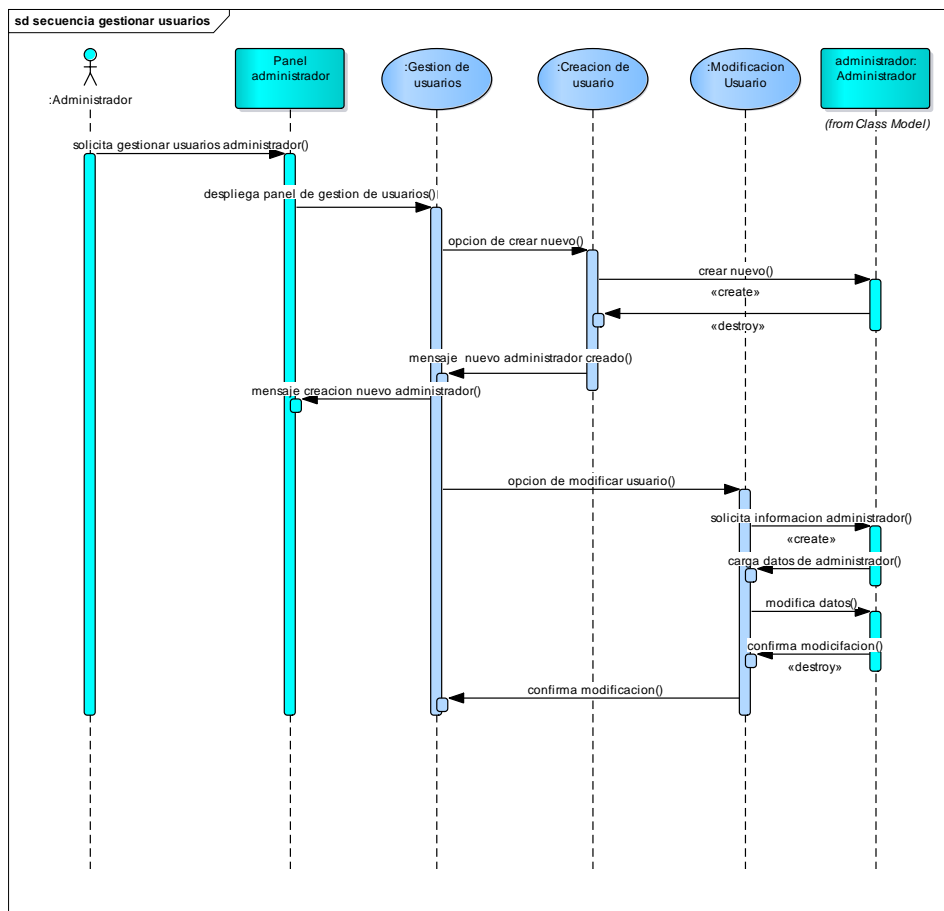 sd secuencia gestionar usuarios
:Administrador
Panel
administrador
:Gestion de
usuarios
:Creacion de
usuario
:Modificacion
Usuario
administrador:
Administrador
(from Class Model)
solicita gestionar usuarios administrador()
despliega panel de gestion de usuarios()
opcion de crear nuevo()
crear nuevo()
«create»
«destroy»
mensaje nuevo administrador creado()
mensaje creacion nuevo administrador()
opcion de modificar usuario()
solicita informacion administrador()
«create»
carga datos de administrador()
modifica datos()
confirma modicifacion()
«destroy»
confirma modificacion()